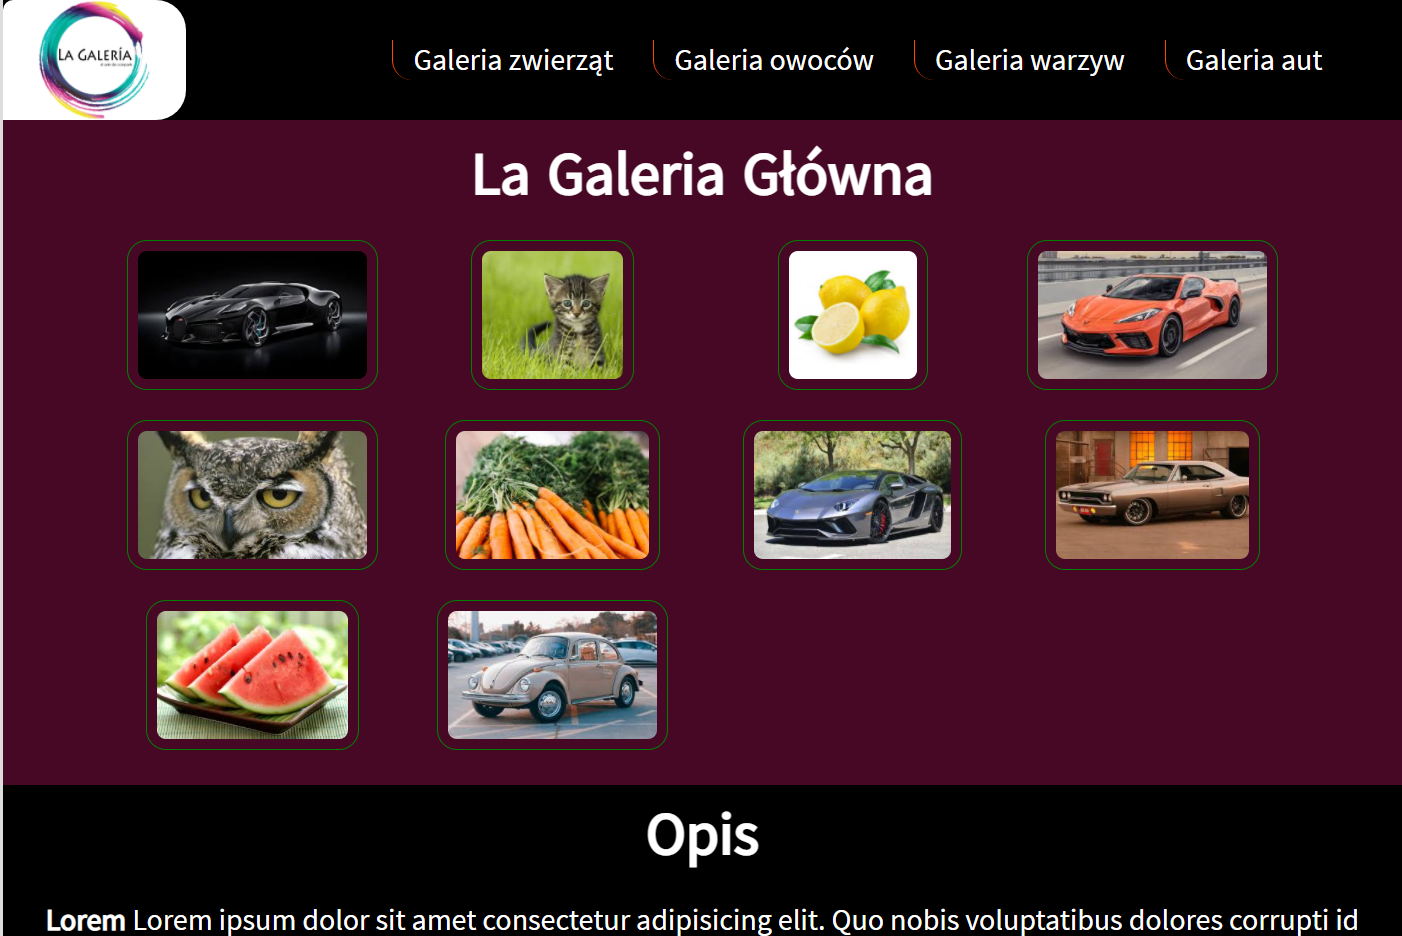 LA GALERÍA
Galeria zwierząt
Galeria owoców
Galeria warzyw
Galeria aut
La Galeria Główna
Opis
Lorem Lorem ipsum dolor sit amet consectetur adipisicing elit. Quo nobis voluptatibus dolores corrupti id